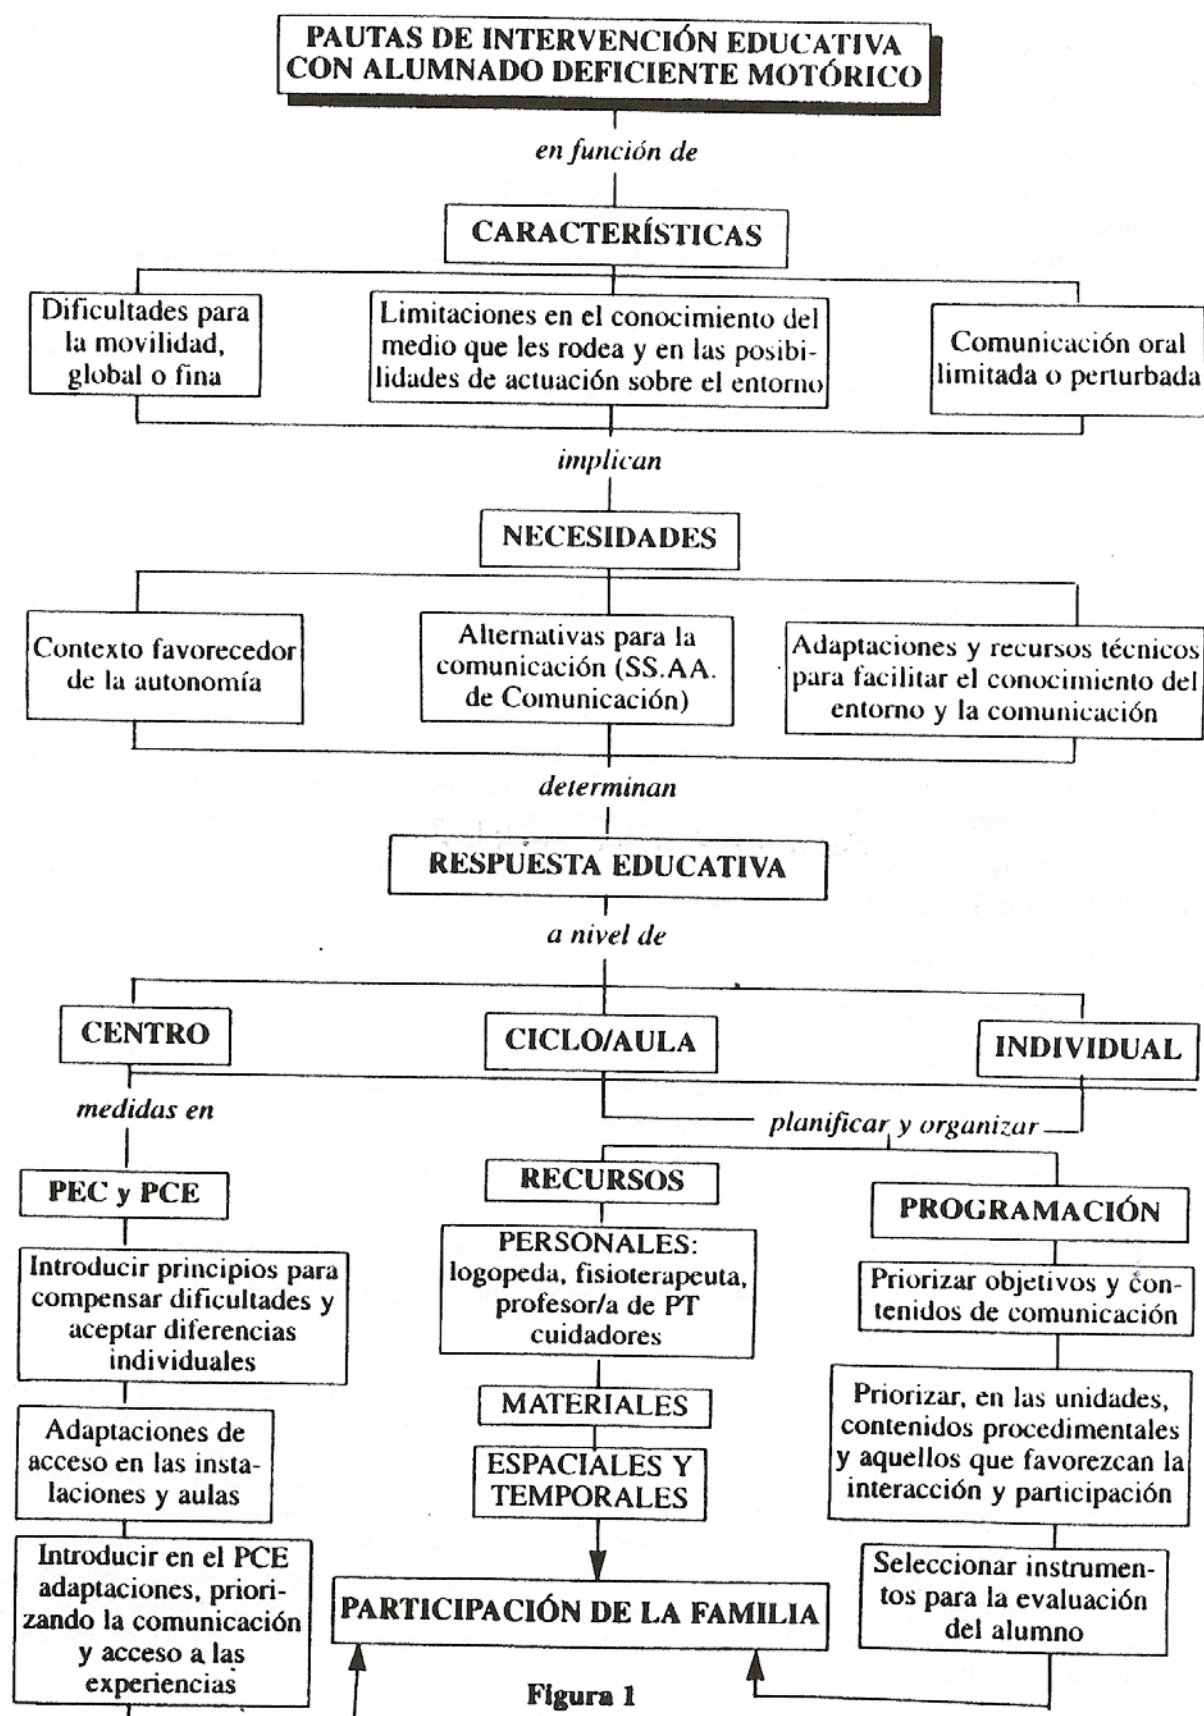 PAUTAS DE INTERVENCIÓN EDUCATIVA
CON ALUMNADO DEFICIENTE MOTÓRICO
en función de
CARACTERÍSTICAS
Dificultades para
la movilidad,
global o fina
Limitaciones en el conocimiento del
medio que les rodea y en las posibi-
lidades de actuación sobre el entorno
Comunicación oral
limitada o perturbada
implican
NECESIDADES
Contexto favorecedor
de la autonomía
Alternativas para la
comunicación (SS.AA.
de Comunicación)
Adaptaciones y recursos técnicos
para facilitar el conocimiento del
entorno y la comunicación
determinan
RESPUESTA EDUCATIVA
a nivel de
CENTRO
CICLO/AULA
INDIVIDUAL
medidas en
planificar y organizar
PEC y PCE
Introducir principios para
compensar dificultades y
aceptar diferencias
individuales
Adaptaciones de
acceso en las insta-
laciones y aulas
Introducir en el PCE
adaptaciones, priori-
zando la comunicación
y acceso a las
experiencias
RECURSOS
PERSONALES:
logopeda, fisioterapeuta,
profesor/a de PT
cuidadores
MATERIALES
ESPACIALES Y
TEMPORALES
PROGRAMACIÓN
Priorizar objetivos y con-
tenidos de comunicación
Priorizar, en las unidades,
contenidos procedimentales
y aquellos que favorezcan la
interacción y participación
Seleccionar instrumen-
tos para la evaluación
del alumno
PARTICIPACIÓN DE LA FAMILIA
Figura 1